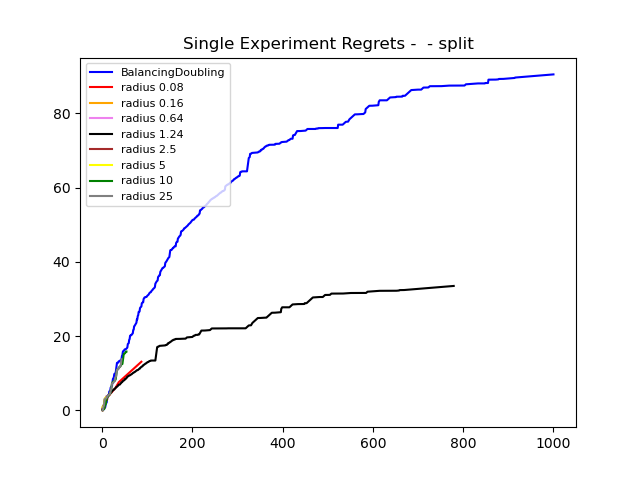 Single Experiment Regrets -  - split
BalancingDoubling
radius 0.08
radius 0.16
radius 0.64
radius 1.24
radius 2.5
radius 5
radius 10
radius 25
80
60
40
20
0
0 200 400 600 800 1000